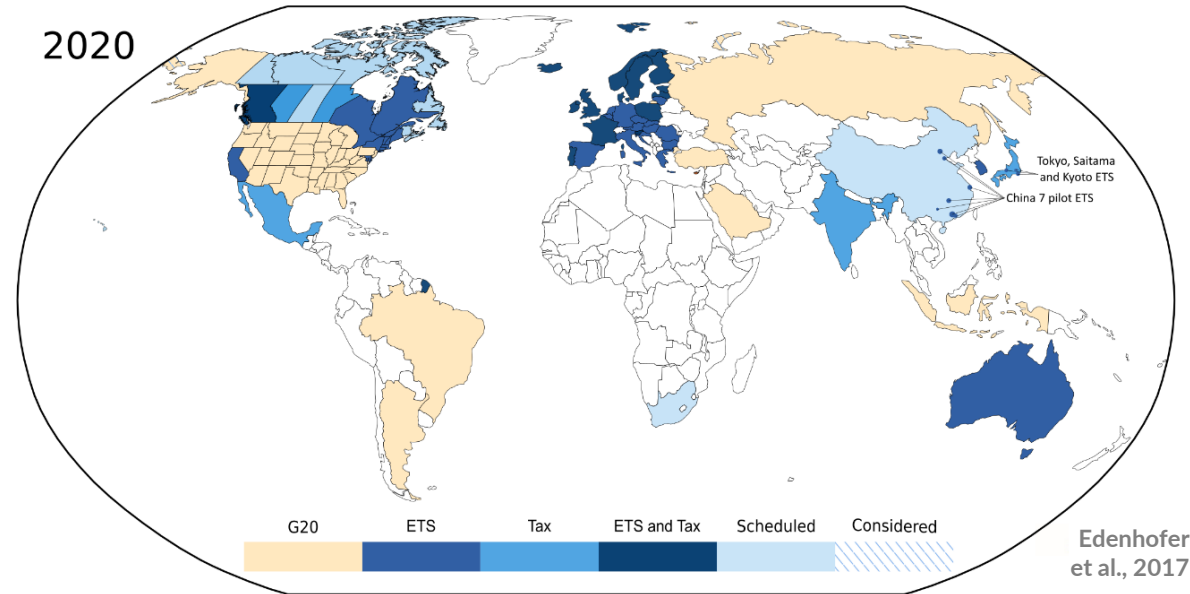 2020
Tokyo, Saitama
and Kyoto ETS
China 7 pilot ETS
G20
ETS
Tax
ETS and Tax
Scheduled
Considered
Edenhofer
et al., 2017